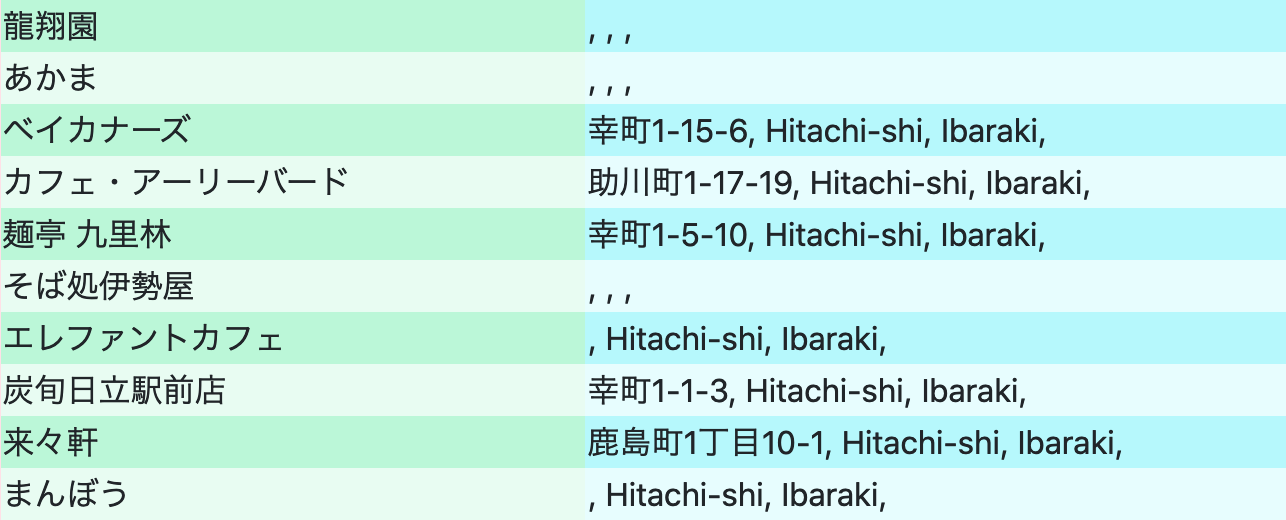 龍翔園 , , ,
あかま , , ,
ベイカナーズ 幸町1-15-6, Hitachi-shi, Ibaraki,
カフェ・アーリーバード 助川町1-17-19, Hitachi-shi, Ibaraki,
麺亭 九里林 幸町1-5-10, Hitachi-shi, Ibaraki,
そば処伊勢屋 , , ,
エレファントカフェ , Hitachi-shi, Ibaraki,
炭旬日立駅前店 幸町1-1-3, Hitachi-shi, Ibaraki,
来々軒 鹿島町1丁目10-1, Hitachi-shi, Ibaraki,
まんぼう , Hitachi-shi, Ibaraki,